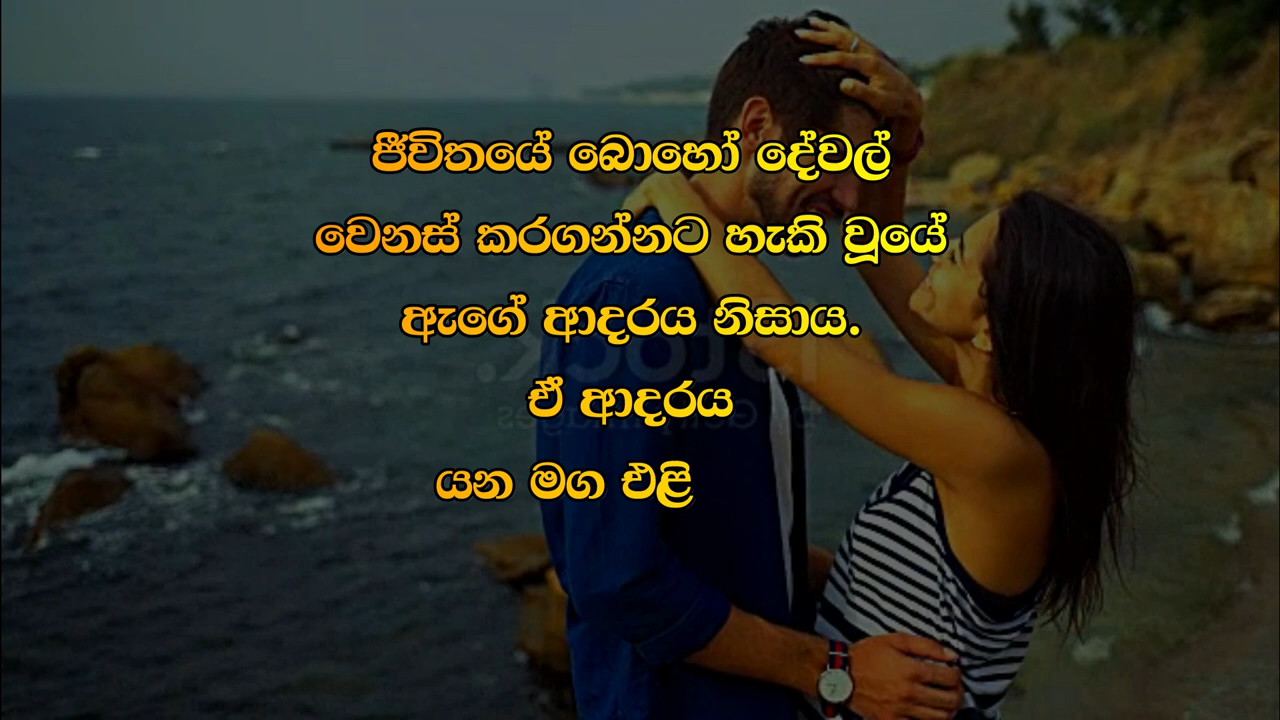 ජීවිතයේ බොහෝ දේවල්
වෙනස් කරගන්නට හැකි වූයේ
ඇගේ ආදරය නිසාය.
ඒ ආදරය
යන මග එළි